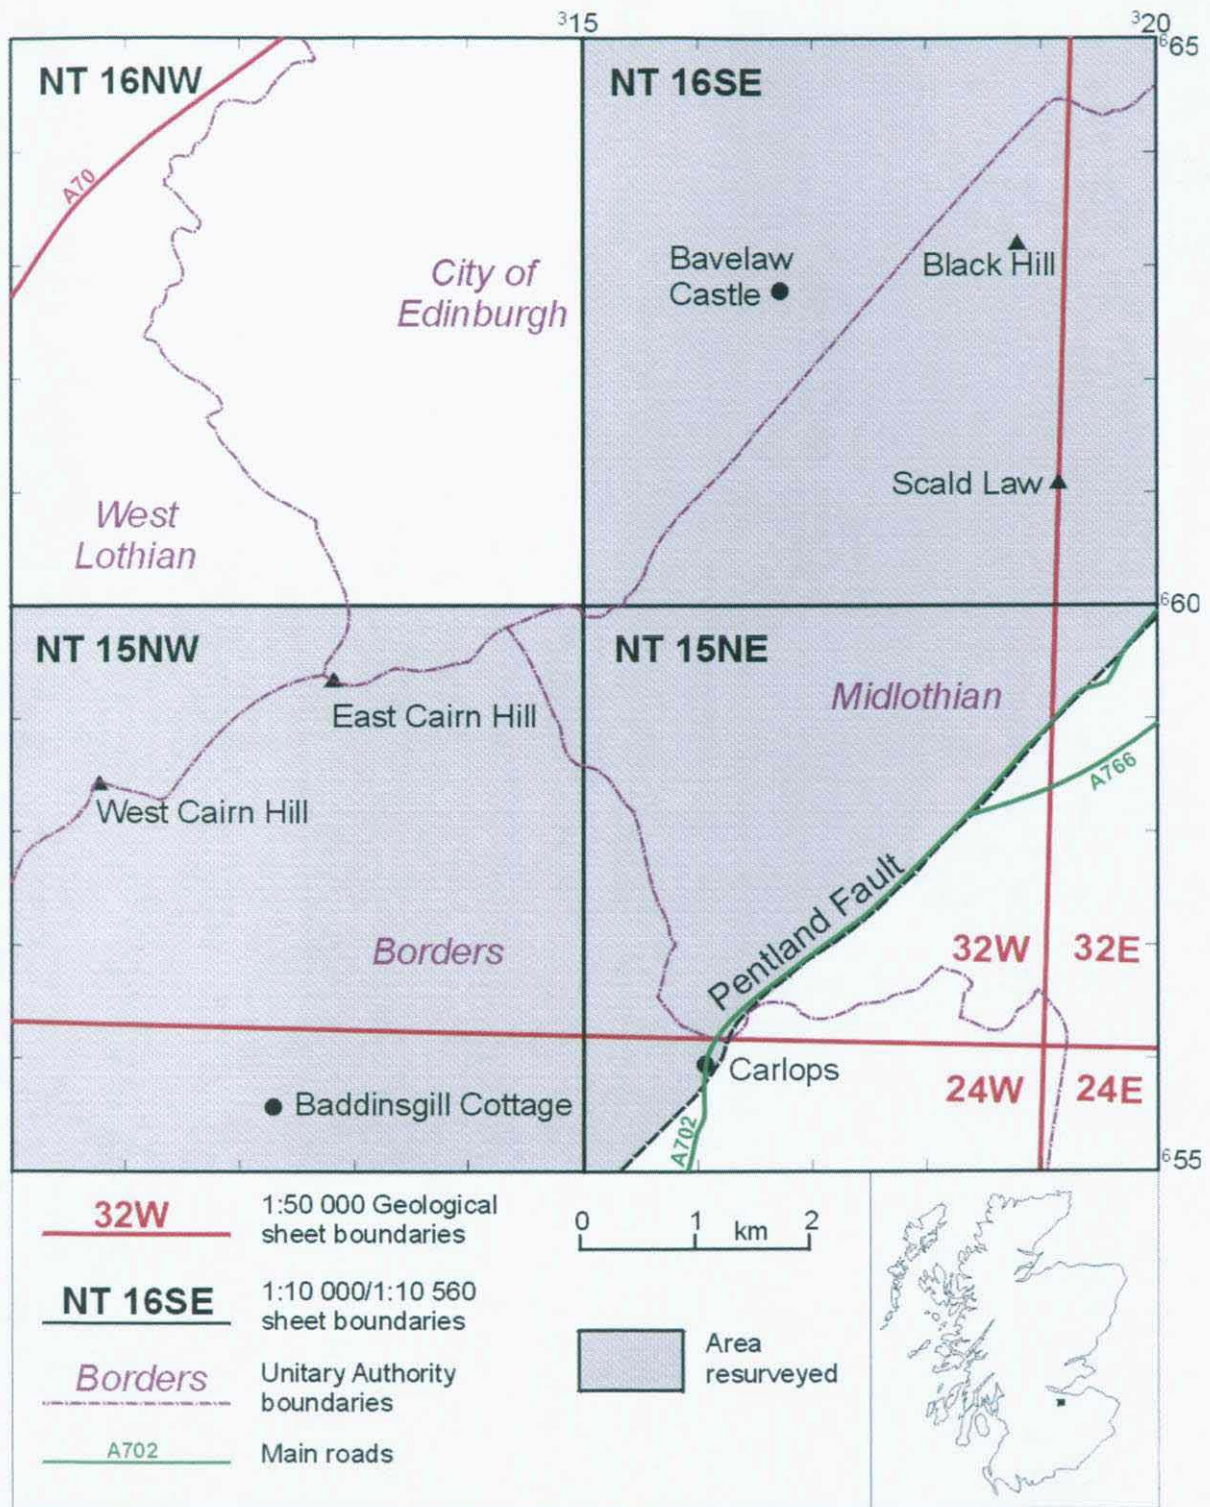 ³15
³20
⁶65
NT 16NW
NT 16SE
A70
City of
Edinburgh
Bavelaw
Castle
Black Hill
Scald Law
West
Lothian
⁶60
NT 15NW
NT 15NE
Midlothian
East Cairn Hill
A766
West Cairn Hill
Pentland Fault
Borders
32W
32E
Carlops
24W
24E
Baddinsgill Cottage
A702
⁶55
32W
1:50 000 Geological
sheet boundaries
0 1 2
km
NT 16SE
1:10 000/1:10 560
sheet boundaries
Area
resurveyed
Borders
Unitary Authority
boundaries
A702
Main roads